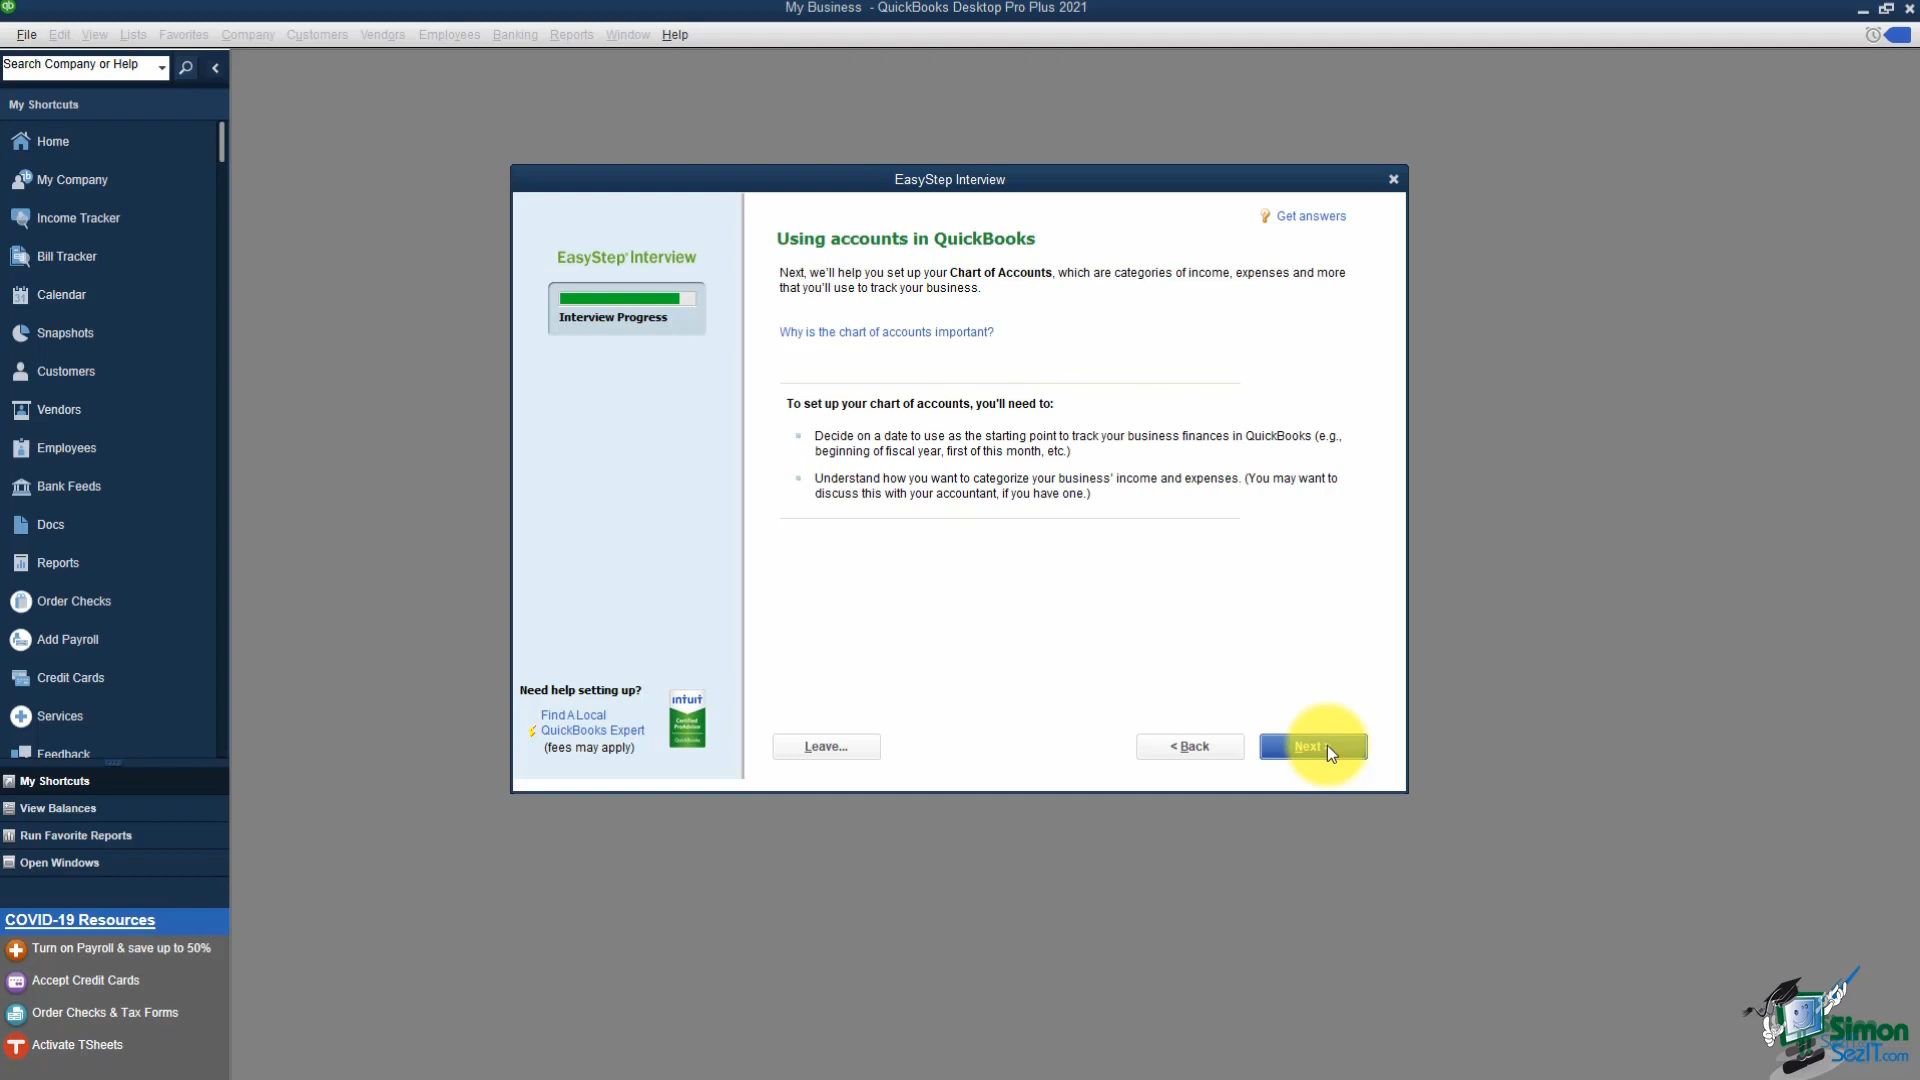 My Business - QuickBooks Desktop Pro Plus 2021
File Edit View Lists Favorites Company Customers Vendors Employees Banking Reports Window Help
Search Company or Help
My Shortcuts
Home
My Company
Income Tracker
Bill Tracker
Calendar
Snapshots
Customers
Vendors
Employees
Bank Feeds
Docs
Reports
Order Checks
Add Payroll
Credit Cards
Services
Feedback
My Shortcuts
View Balances
Run Favorite Reports
Open Windows
COVID-19 Resources
Turn on Payroll & save up to 50%
Accept Credit Cards
Order Checks & Tax Forms
Activate TSheets
EasyStep Interview
EasyStep Interview
Interview Progress
Need help setting up?
Find A Local
QuickBooks Expert
(fees may apply)
intuit
Certified
ProAdvisor
QuickBooks
Get answers
Using accounts in QuickBooks
Next, we'll help you set up your Chart of Accounts, which are categories of income, expenses and more
that you'll use to track your business.
Why is the chart of accounts important?
To set up your chart of accounts, you'll need to:
Decide on a date to use as the starting point to track your business finances in QuickBooks (e.g.,
beginning of fiscal year, first of this month, etc.)
Understand how you want to categorize your business' income and expenses. (You may want to
discuss this with your accountant, if you have one.)
Leave...
< Back
Next >
Simon
SezIT.com